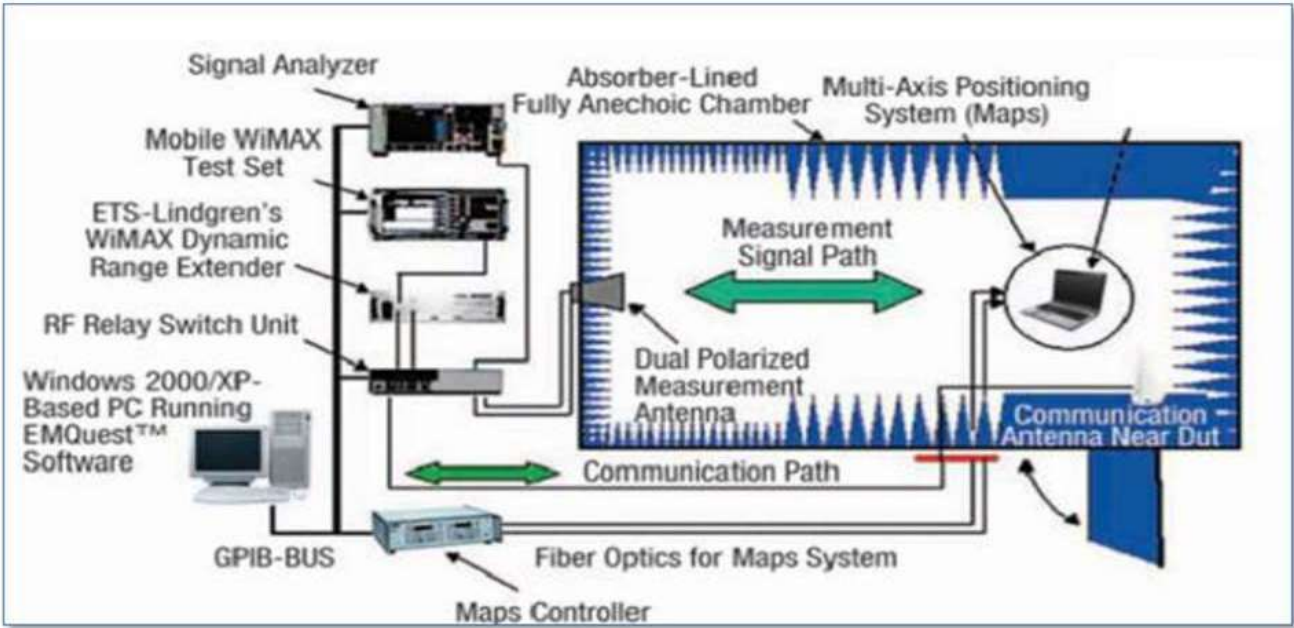 Signal Analyzer
Mobile WiMAX
Test Set
ETS-Lindgren's
WiMAX Dynamic
Range Extender
RF Relay Switch Unit
Windows 2000/XP-
Based PC Running
EMQuest™
Software
GPIB-BUS
Maps Controller
Fiber Optics for Maps System
Communication Path
Absorber-Lined
Fully Anechoic Chamber
Multi-Axis Positioning
System (Maps)
Measurement
Signal Path
Dual Polarized
Measurement
Antenna
Communication
Antenna Near Dut